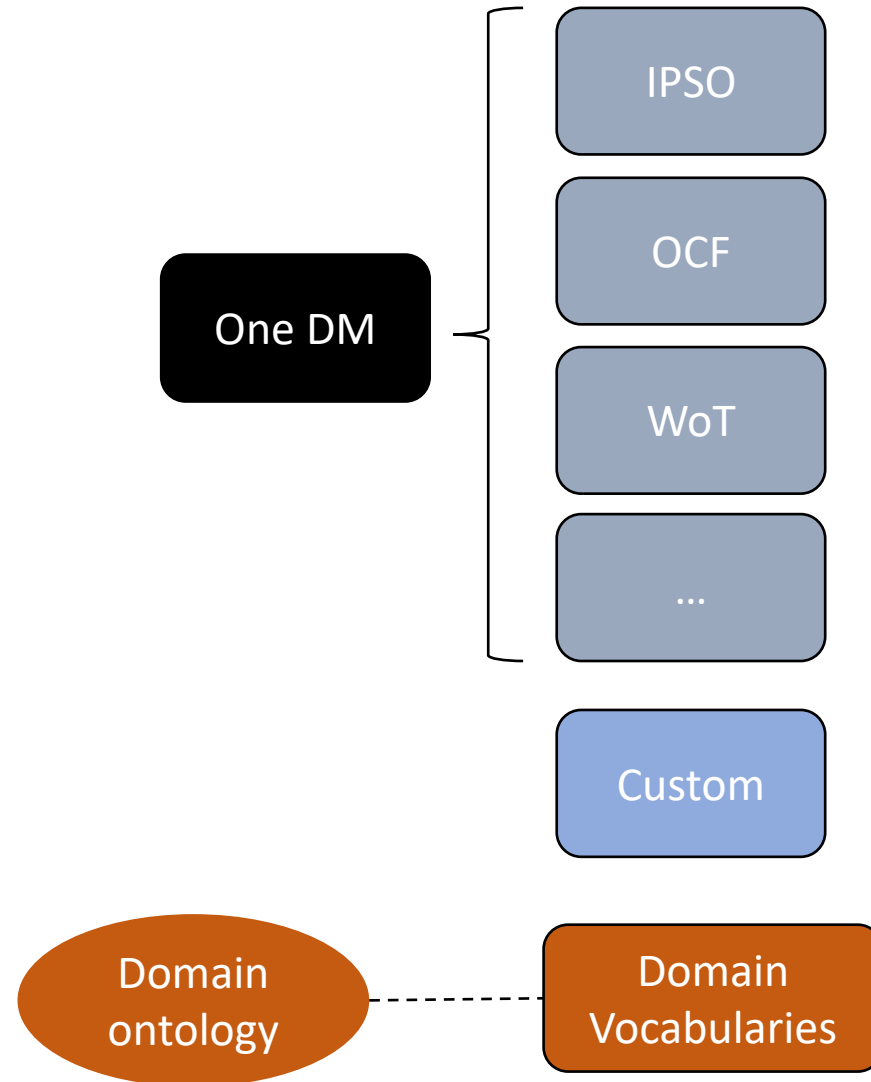 IPSO
OCF
One DM
WoT
…
Custom
Domain
ontology
Domain
Vocabularies